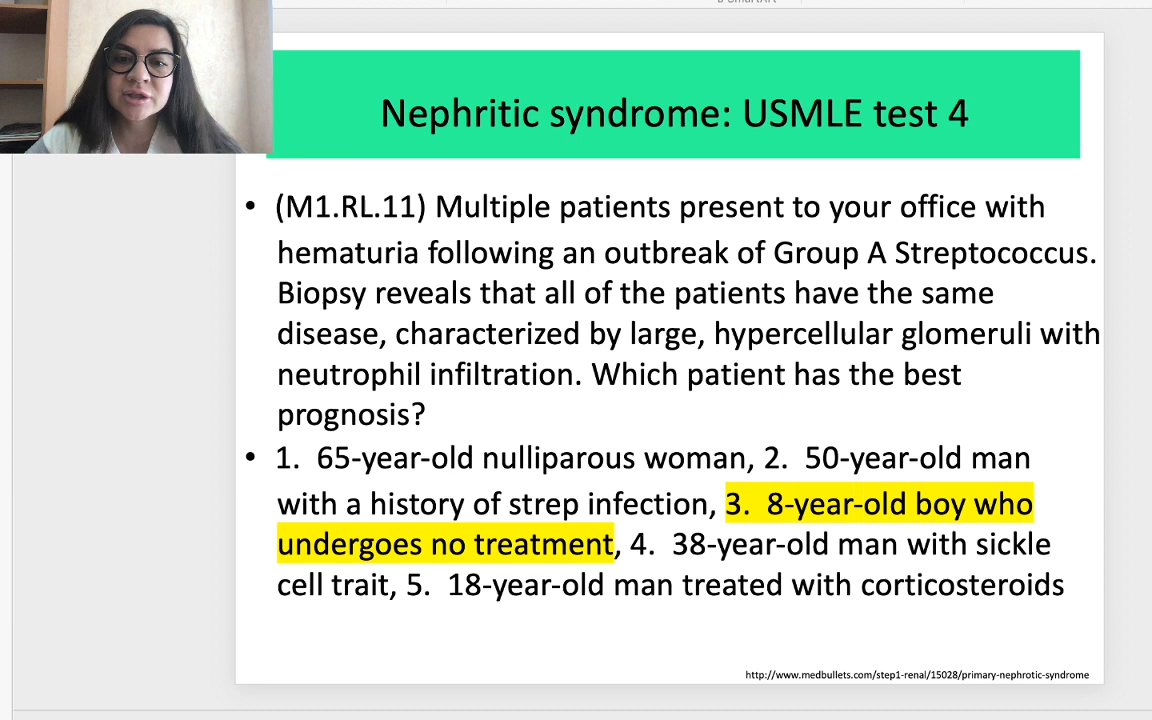 Nephritic syndrome: USMLE test 4
• (M1.RL.11) Multiple patients present to your office with
hematuria following an outbreak of Group A Streptococcus.
Biopsy reveals that all of the patients have the same
disease, characterized by large, hypercellular glomeruli with
neutrophil infiltration. Which patient has the best
prognosis?
• 1. 65-year-old nulliparous woman, 2. 50-year-old man
with a history of strep infection, 3. 8-year-old boy who
undergoes no treatment, 4. 38-year-old man with sickle
cell trait, 5. 18-year-old man treated with corticosteroids
http://www.medbullets.com/step1-renal/15028/primary-nephrotic-syndrome